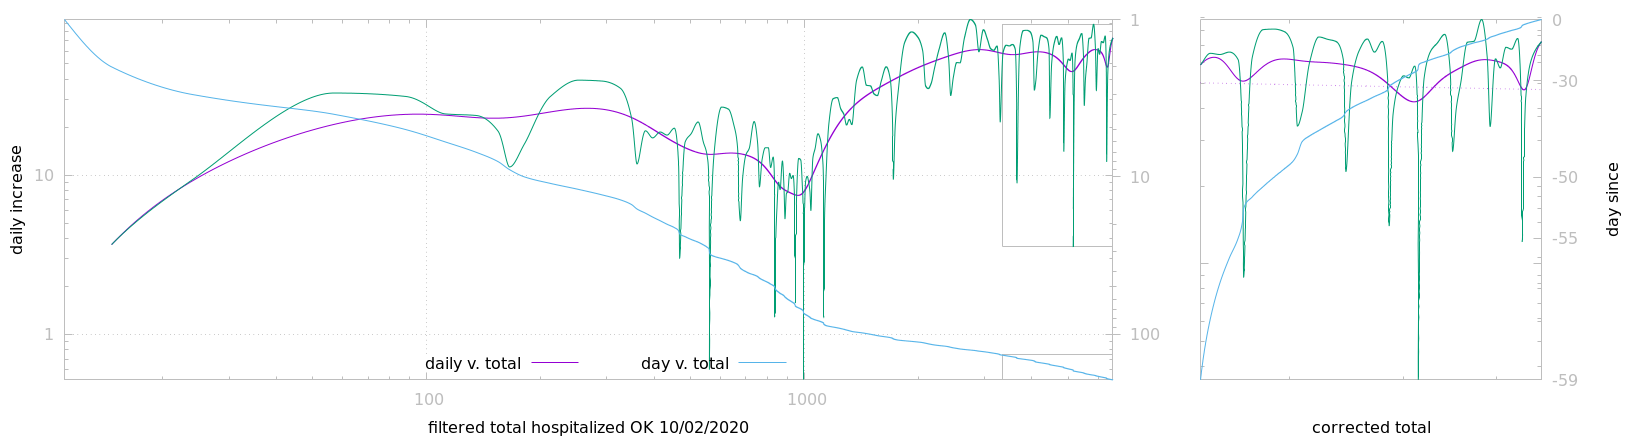 daily increase
10
1
100
1000
1
10
100
daily v. total
day v. total
filtered total hospitalized OK 10/02/2020
0
-30
-50
-55
-59
day since
corrected total